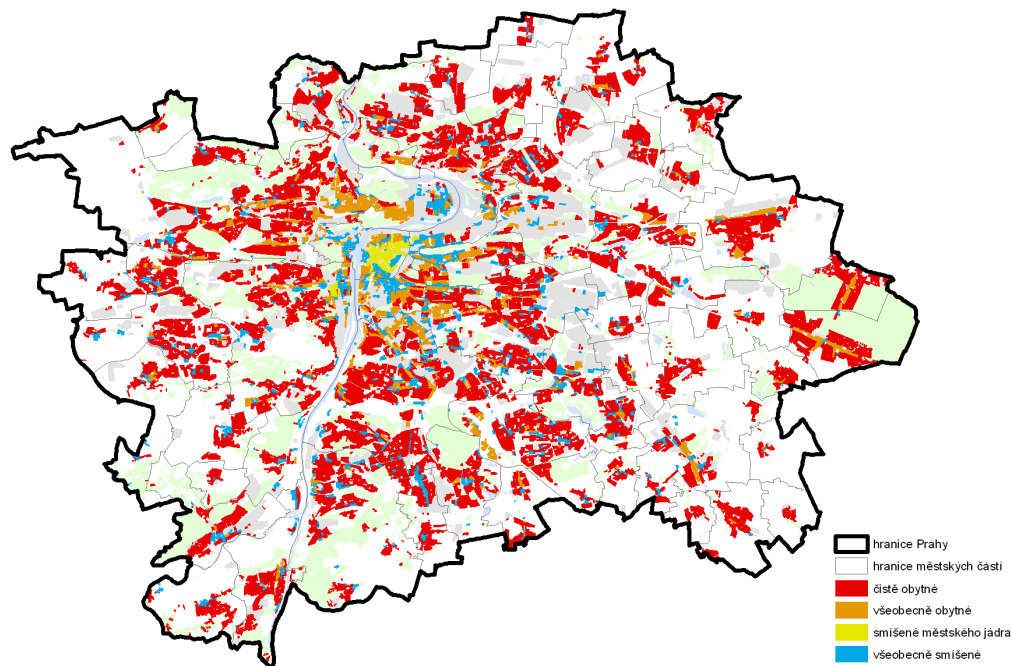 hranice Prahy
hranice městských částí
čistě obytné
všeobecně obytné
smíšené městského jádra
všeobecně smíšené